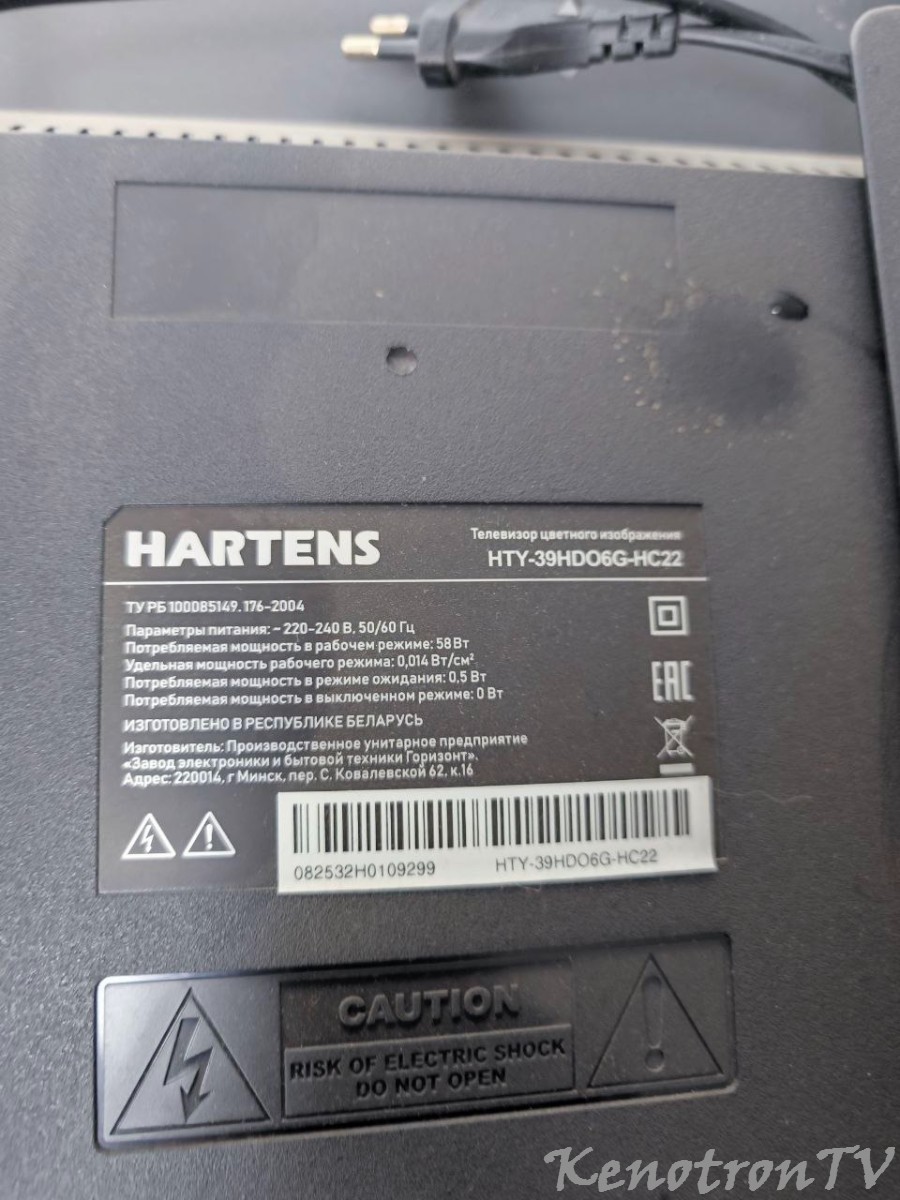 HARTENS
Телевизор цветного изображения
HTY-39HDO6G-HC22
ТУ РБ 100085149.176-2004
Параметры питания: ~ 220-240 В, 50/60 Гц
Потребляемая мощность в рабочем режиме: 58 Вт
Удельная мощность рабочего режима: 0,014 Вт/см²
Потребляемая мощность в режиме ожидания: 0.5 Вт
Потребляемая мощность в выключенном режиме: 0 Вт
ИЗГОТОВЛЕНО В РЕСПУБЛИКЕ БЕЛАРУСЬ
Изготовитель: Производственное унитарное предприятие
«Завод электроники и бытовой техники Горизонт».
Адрес: 220014, г Минск, пер. С. Ковалевской 62, к.16
EAC
082532H0109299
HTY-39HDO6G-HC22
CAUTION
RISK OF ELECTRIC SHOCK
DO NOT OPEN
KenotronTV